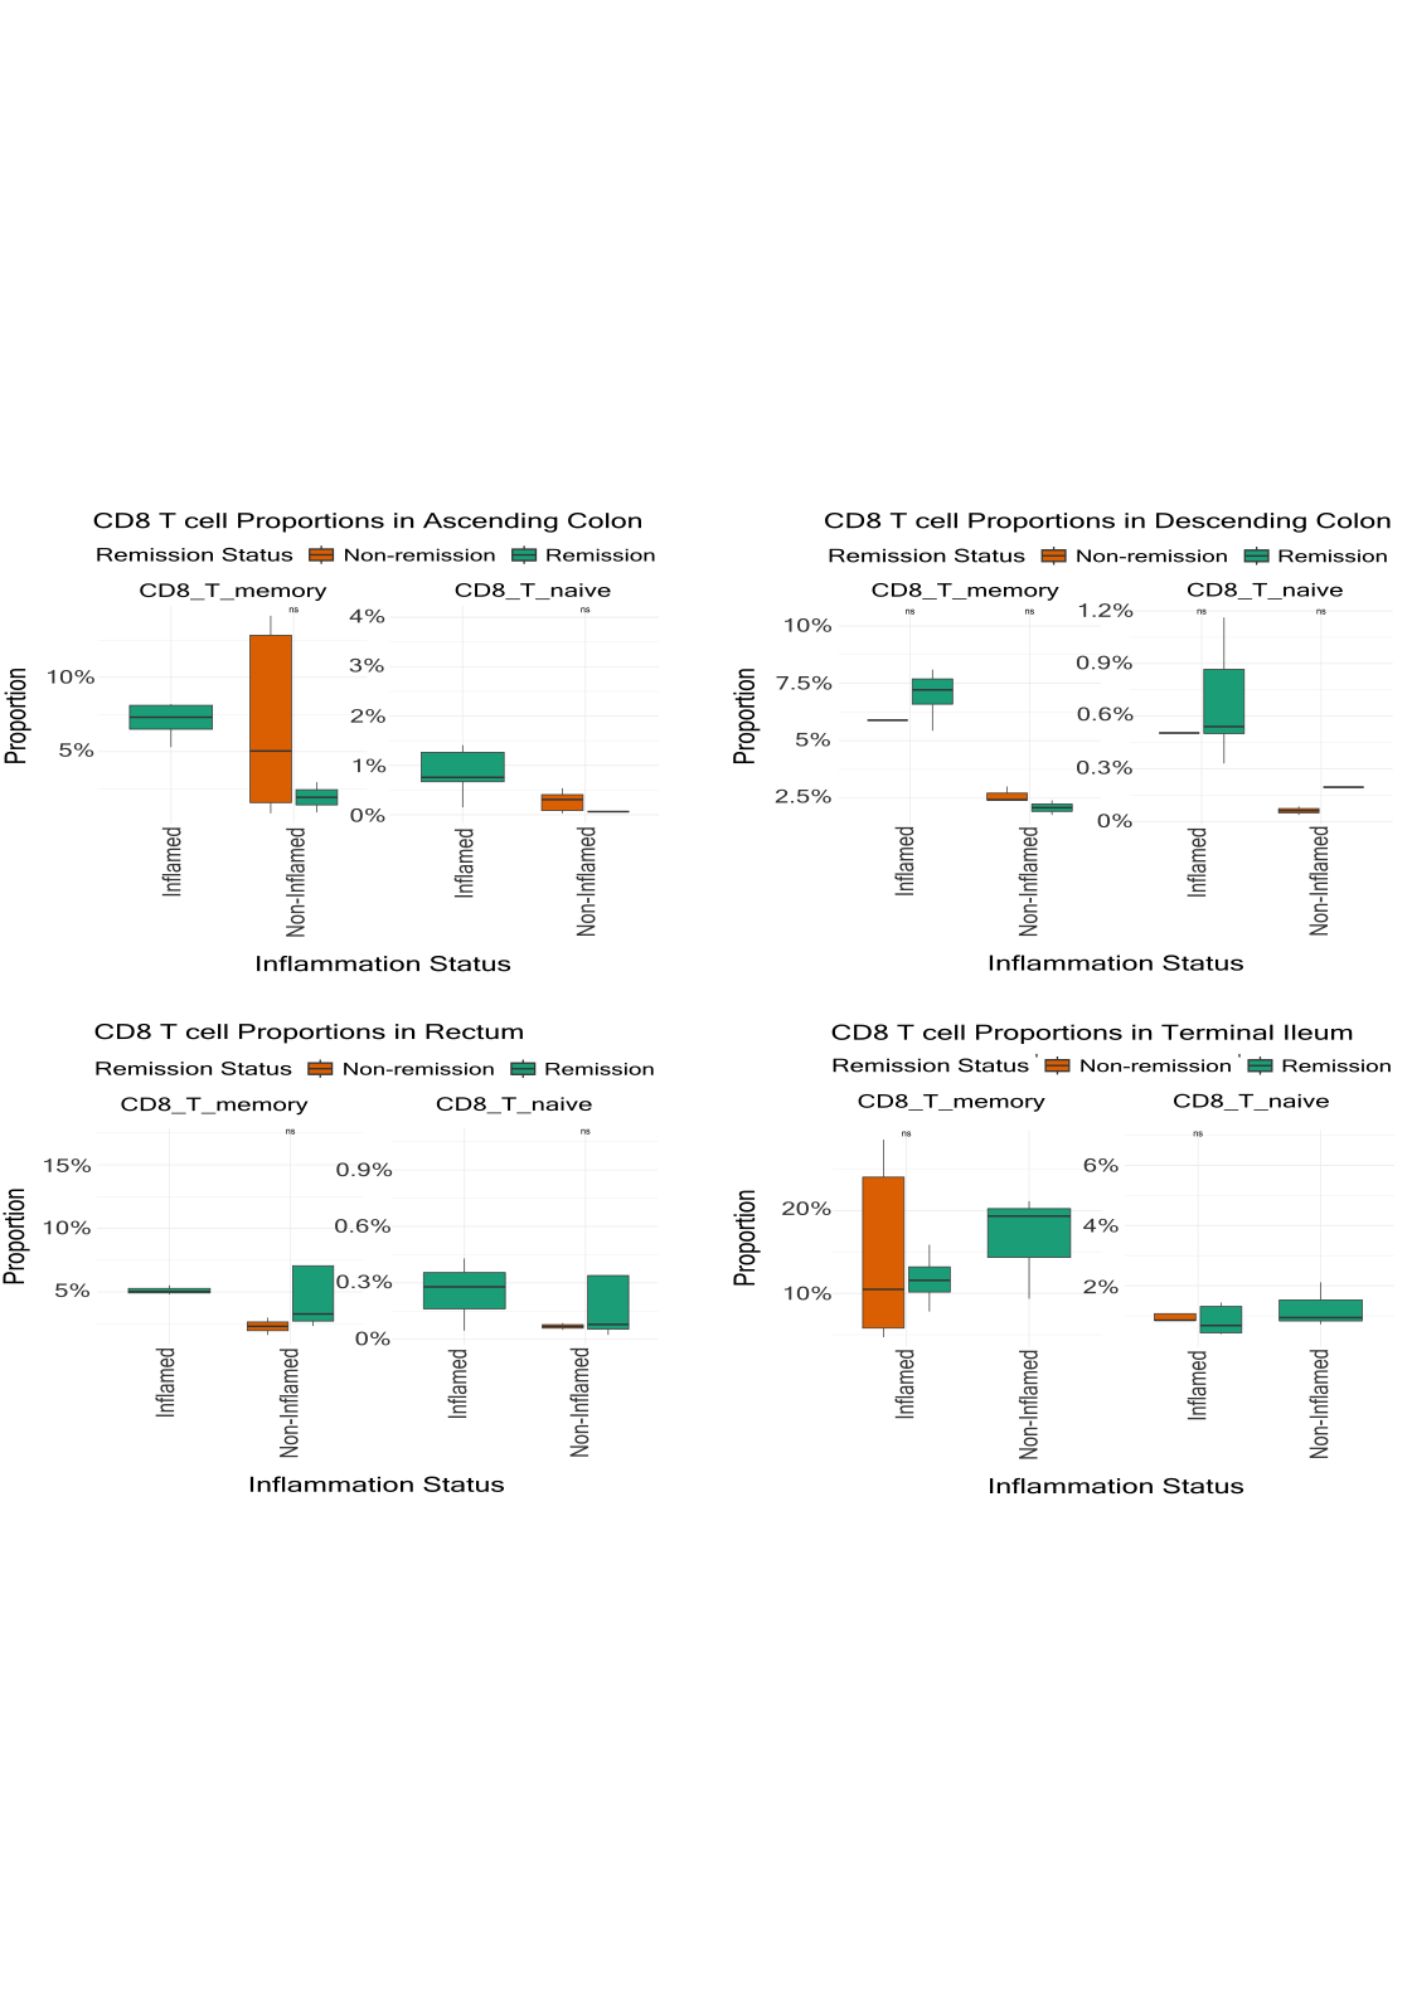 CD8 T cell Proportions in Ascending Colon
Remission Status Non-remission Remission
CD8_T_memory CD8_T_naive
ns ns
Proportion
10%
5%
4%
3%
2%
1%
0%
Inflamed Non-Inflamed Inflamed Non-Inflamed
Inflammation Status
CD8 T cell Proportions in Descending Colon
Remission Status Non-remission Remission
CD8_T_memory CD8_T_naive
ns ns ns ns
Proportion
10%
7.5%
5%
2.5%
1.2%
0.9%
0.6%
0.3%
0%
Inflamed Non-Inflamed Inflamed Non-Inflamed
Inflammation Status
CD8 T cell Proportions in Rectum
Remission Status Non-remission Remission
CD8_T_memory CD8_T_naive
ns ns
Proportion
15%
10%
5%
0.9%
0.6%
0.3%
0%
Inflamed Non-Inflamed Inflamed Non-Inflamed
Inflammation Status
CD8 T cell Proportions in Terminal Ileum
Remission Status Non-remission Remission
CD8_T_memory CD8_T_naive
ns ns
Proportion
20%
10%
6%
4%
2%
Inflamed Non-Inflamed Inflamed Non-Inflamed
Inflammation Status